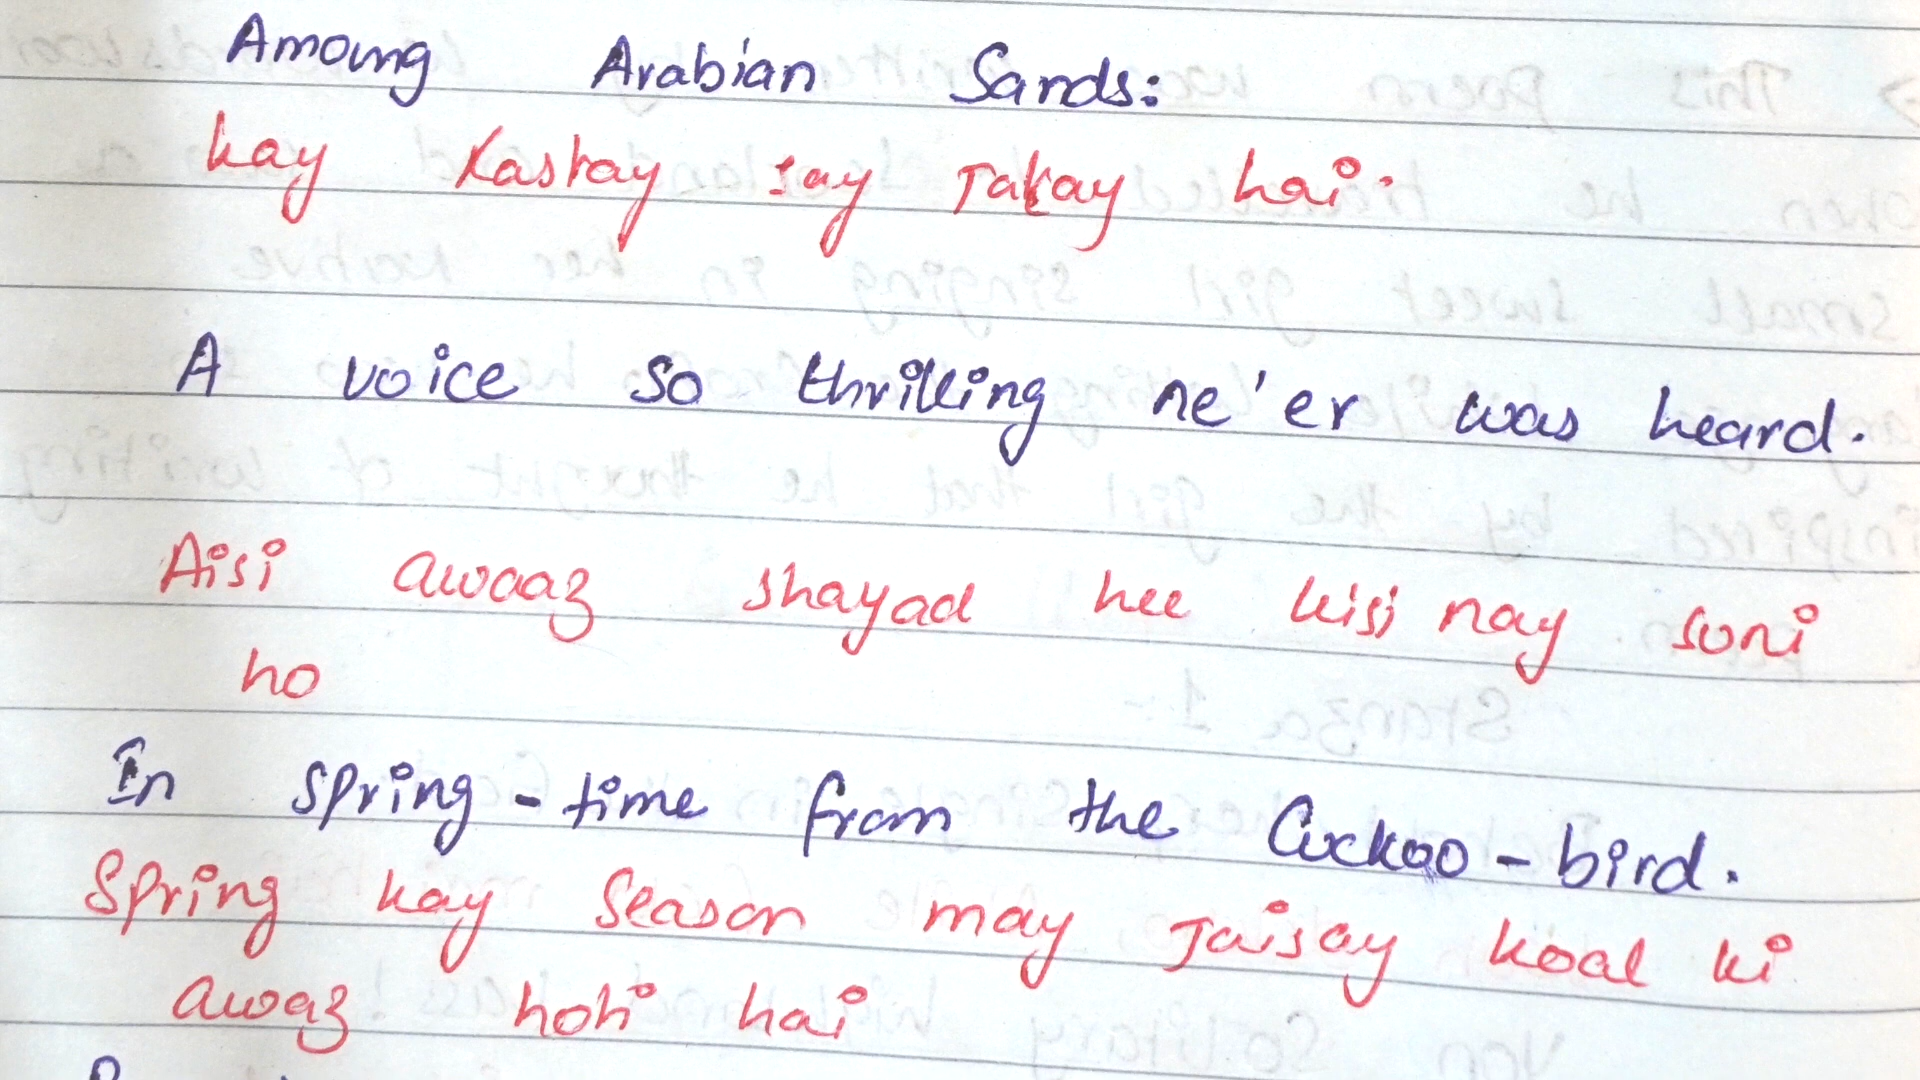 Among Arabian Sands:
kay Rastay say Jatay hai.
A voice so thrilling ne'er was heard.
Aisi awaaz shayad hee kisi nay suni
ho
In spring-time from the Cuckoo-bird.
Spring kay Season may Jaisay koal ki
awaz hoti hai